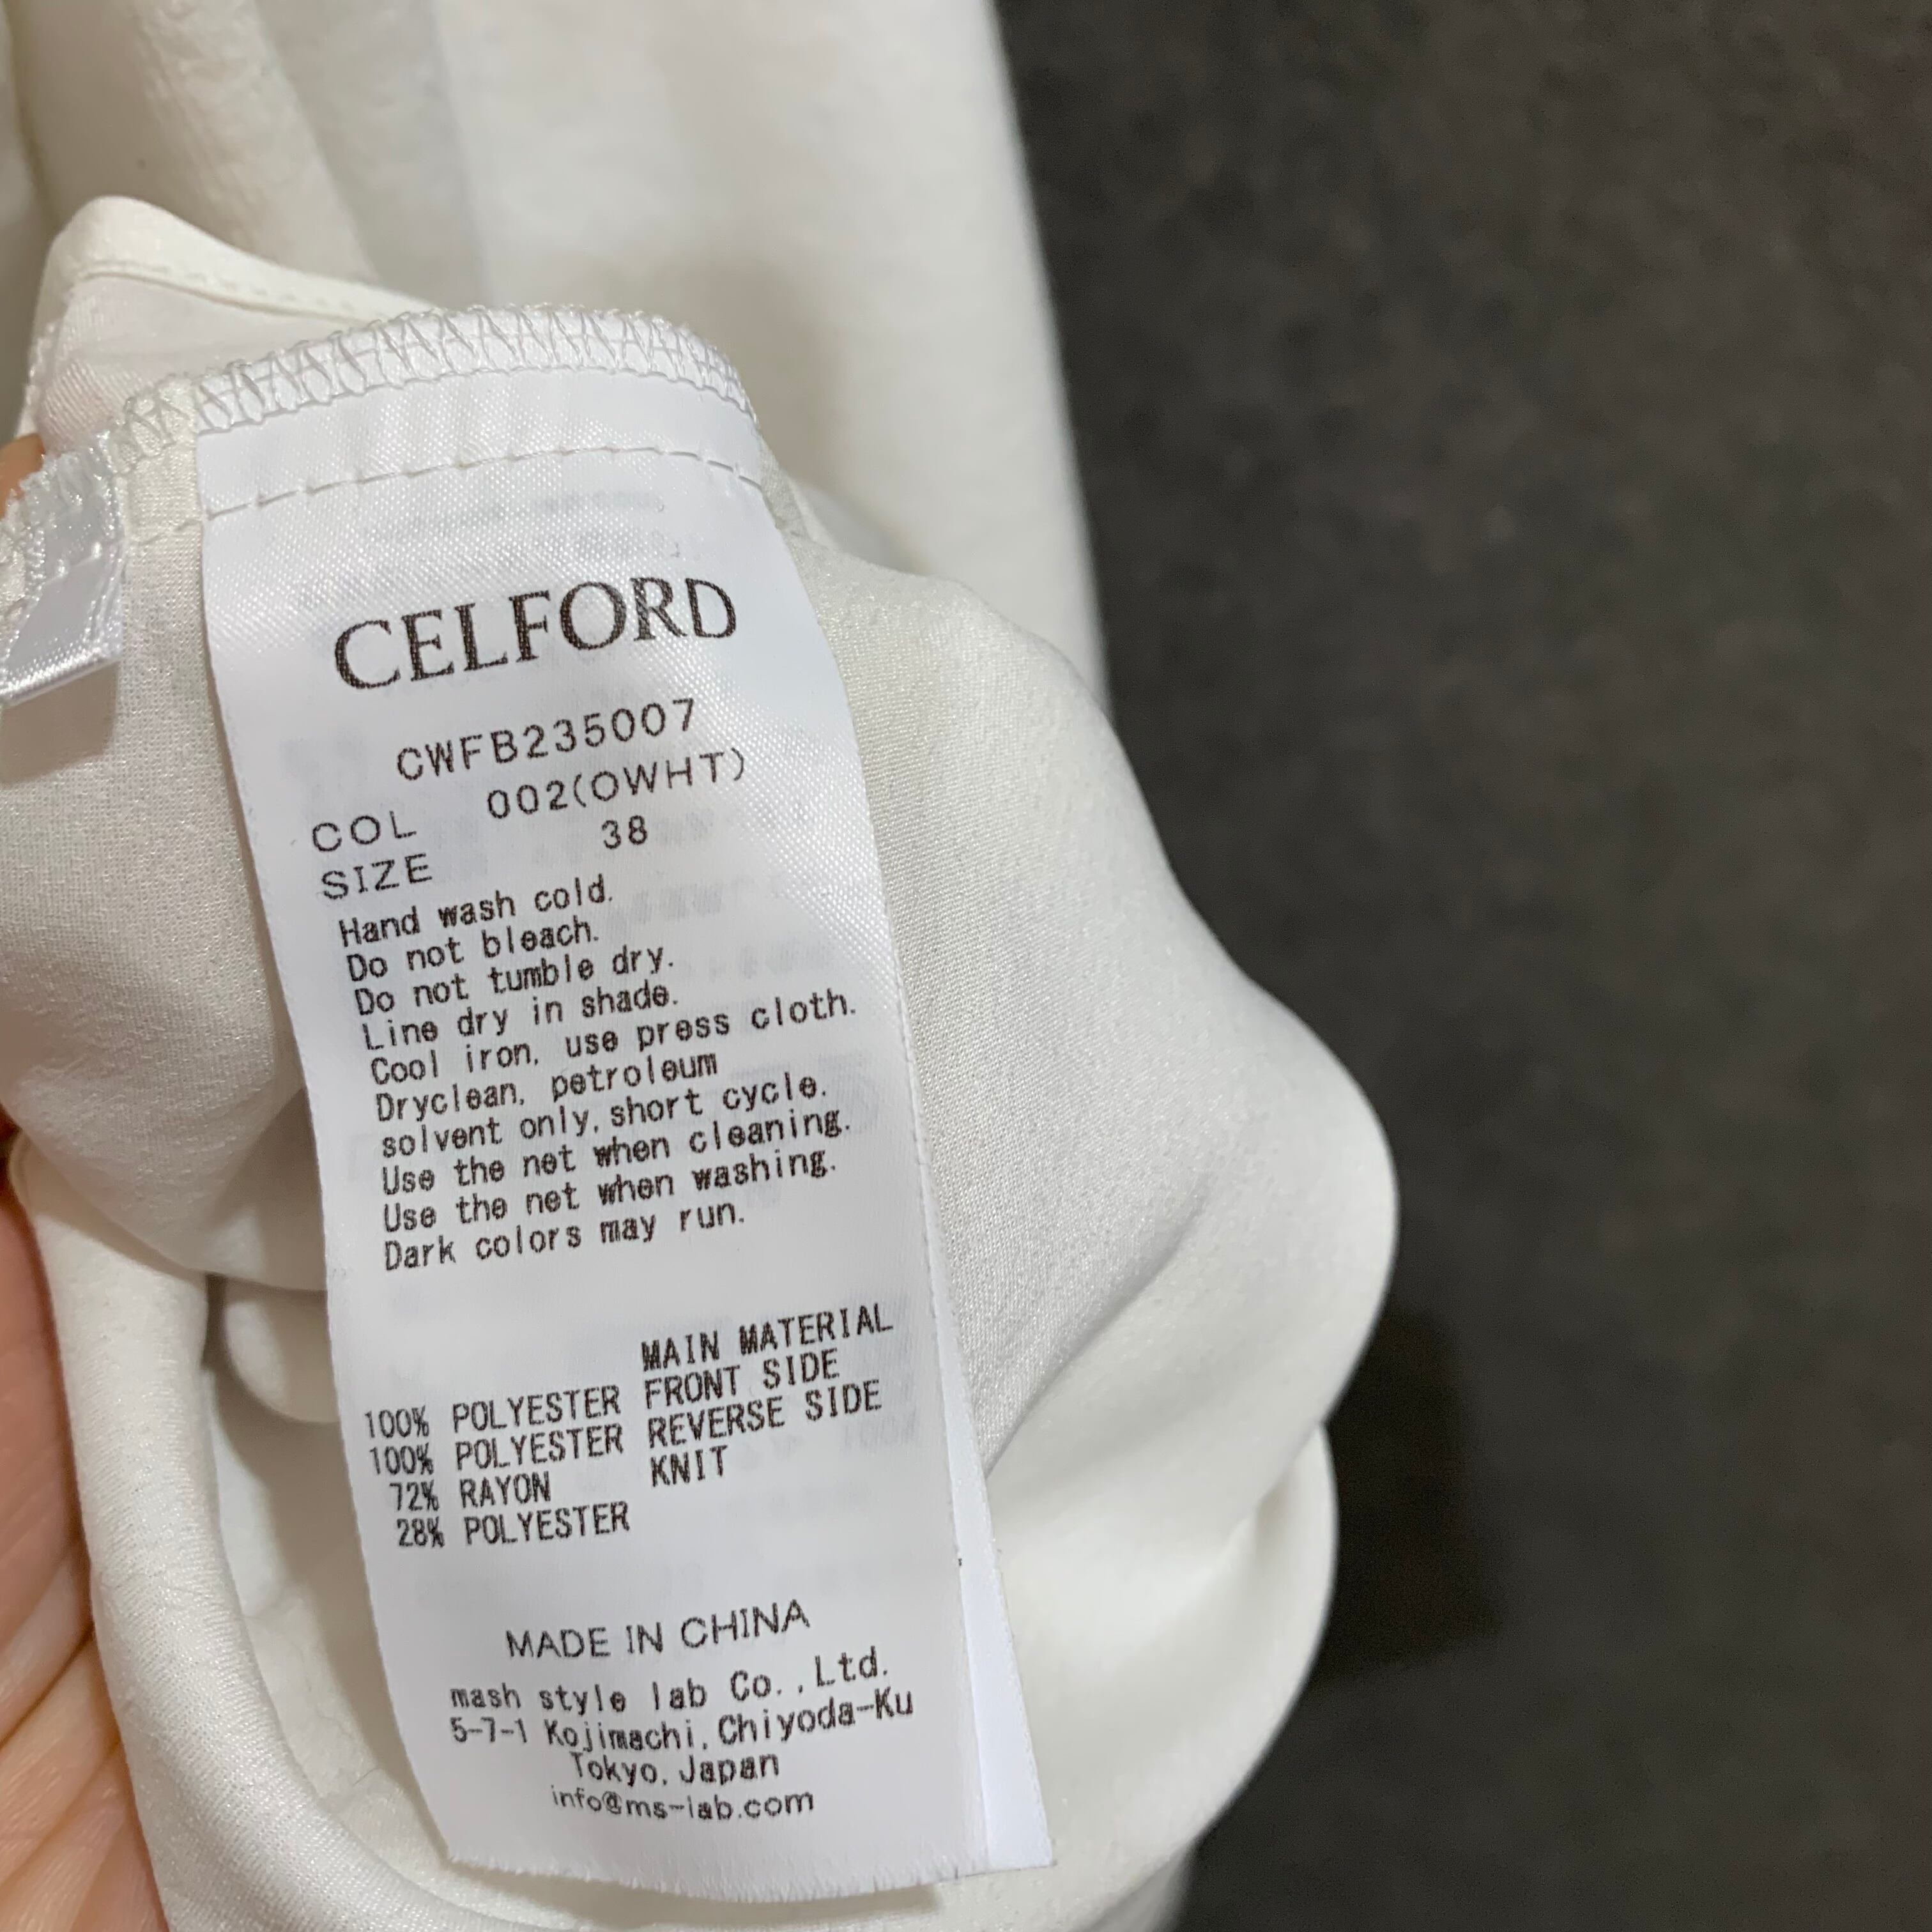 CELFORD
CWFB235007
COL 002(OWHT)
SIZE 38
Hand wash cold.
Do not bleach.
Do not tumble dry.
Line dry in shade.
Cool iron, use press cloth.
Dryclean, petroleum
solvent only, short cycle.
Use the net when cleaning.
Use the net when washing.
Dark colors may run.
MAIN MATERIAL
100% POLYESTER FRONT SIDE
100% POLYESTER REVERSE SIDE
72% RAYON KNIT
28% POLYESTER
MADE IN CHINA
mash style lab Co., Ltd.
5-7-1 Kojimachi, Chiyoda-Ku
Tokyo, Japan
info@ms-lab.com